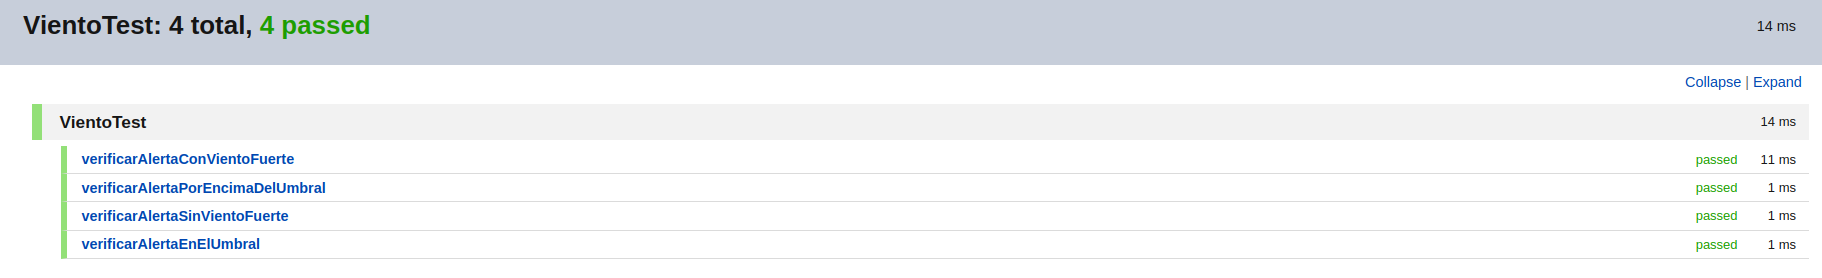 VientoTest: 4 total, 4 passed 14 ms
Collapse | Expand
VientoTest 14 ms
verificarAlertaConVientoFuerte passed 11 ms
verificarAlertaPorEncimaDelUmbral passed 1 ms
verificarAlertaSinVientoFuerte passed 1 ms
verificarAlertaEnElUmbral passed 1 ms